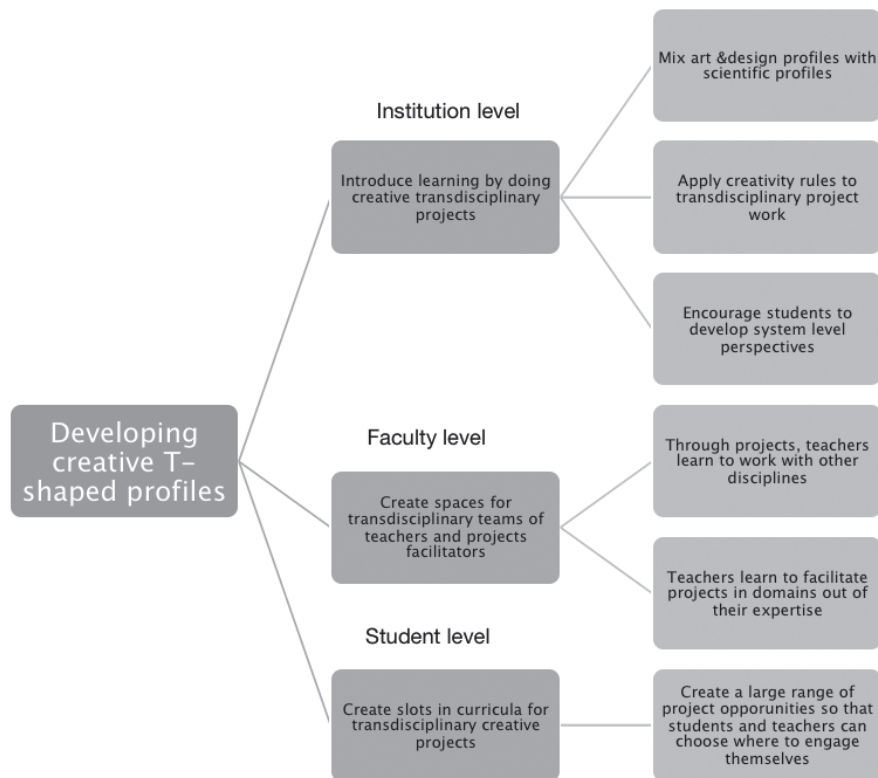 Mix art &design profiles with
scientific profiles
Institution level
Introduce learning by doing
creative transdisciplinary
projects
Apply creativity rules to
transdisciplinary project
work
Encourage students to
develop system level
perspectives
Developing
creative T-
shaped profiles
Faculty level
Create spaces for
transdisciplinary teams of
teachers and projects
facilitators
Through projects, teachers
learn to work with other
disciplines
Teachers learn to facilitate
projects in domains out of
their expertise
Student level
Create slots in curricula for
transdisciplinary creative
projects
Create a large range of
project opporunities so that
students and teachers can
choose where to engage
themselves